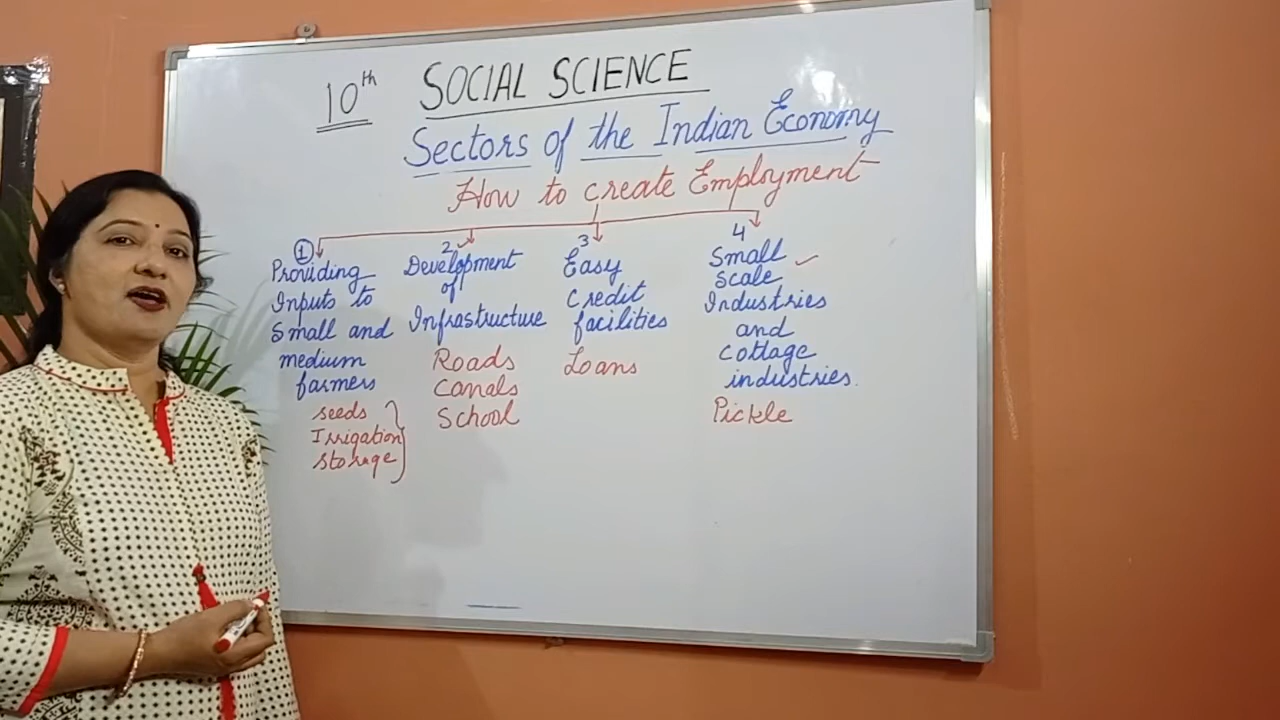 10th SOCIAL SCIENCE
Sectors of the Indian Economy
How to create Employment
1
Providing
Inputs to
Small and
medium
farmers
seeds
Irrigation
storage
2
Development
of
Infrastructure
Roads
Canals
School
3
Easy
Credit
facilities
Loans
4
Small
Scale
Industries
and
Cottage
industries.
Pickle